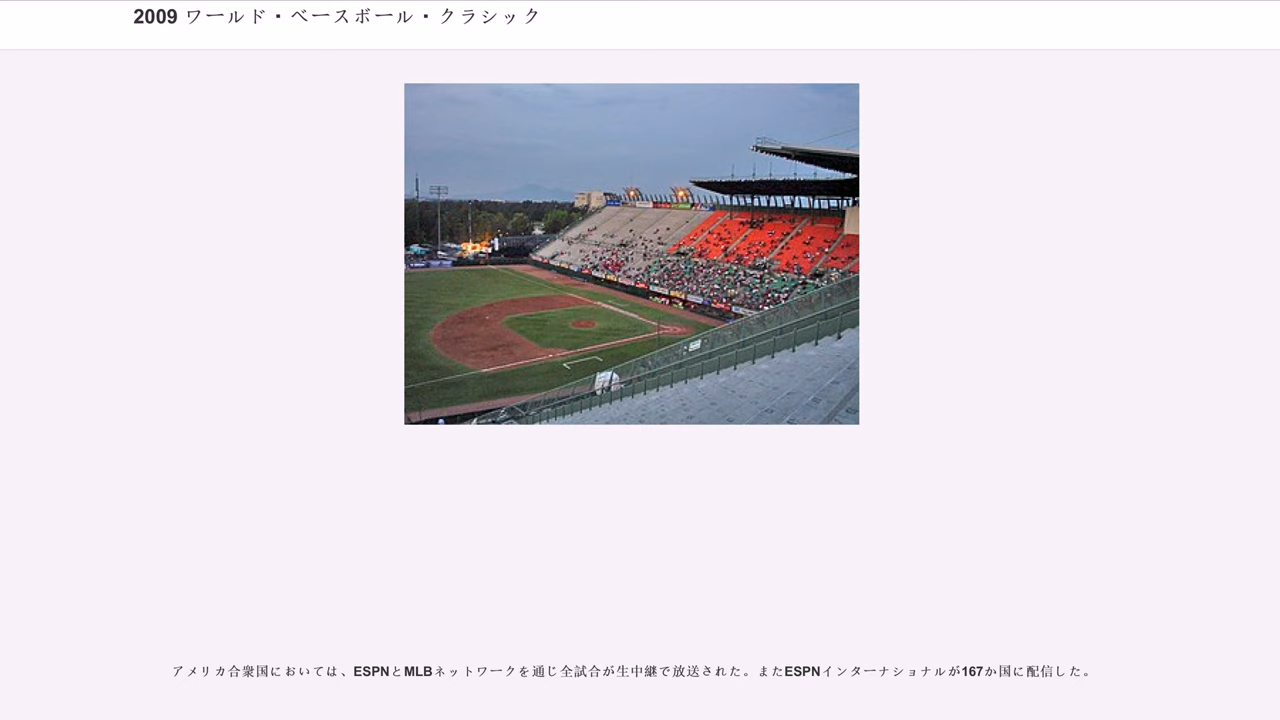 2009 ワールド・ベースボール・クラシック
アメリカ合衆国においては、ESPNとMLBネットワークを通じ全試合が生中継で放送された。またESPNインターナショナルが167か国に配信した。